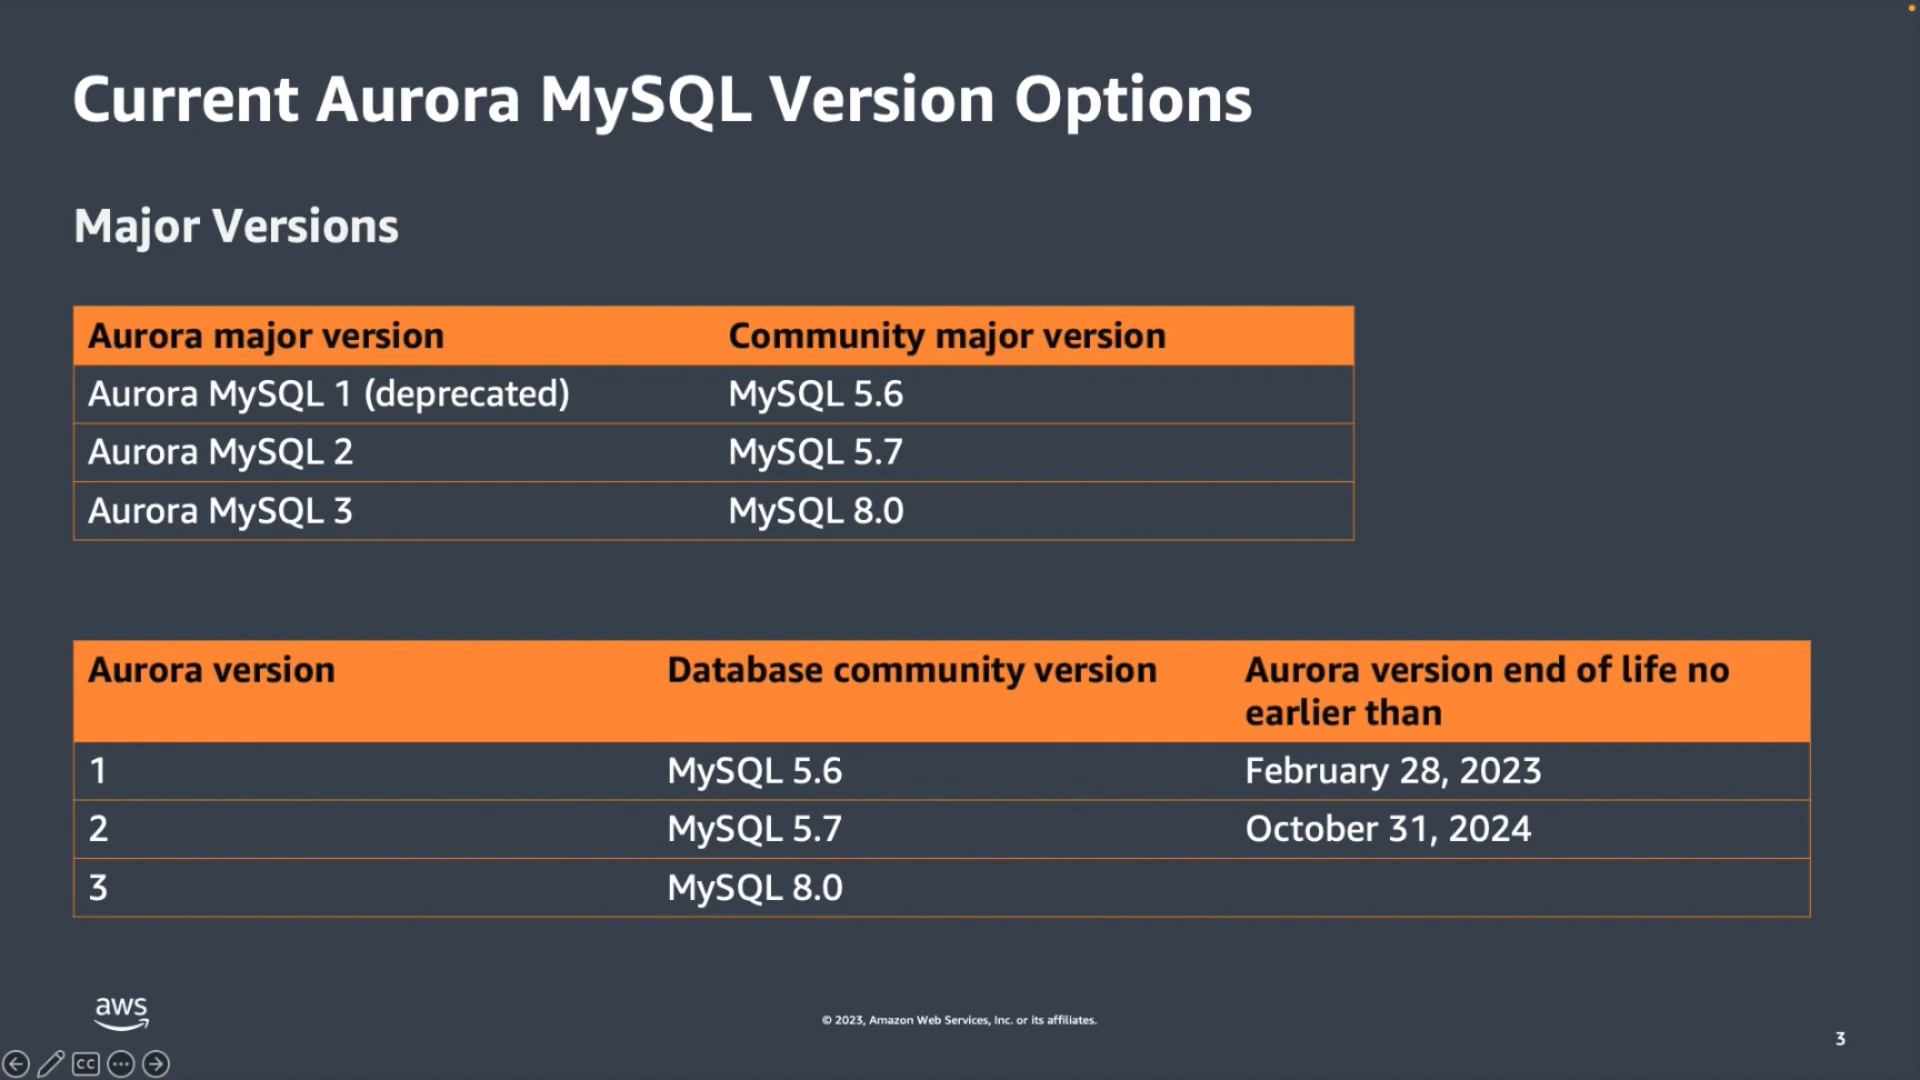 Current Aurora MySQL Version Options
Major Versions
Aurora major version Community major version
Aurora MySQL 1 (deprecated) MySQL 5.6
Aurora MySQL 2 MySQL 5.7
Aurora MySQL 3 MySQL 8.0
Aurora version Database community version Aurora version end of life no
earlier than
1 MySQL 5.6 February 28, 2023
2 MySQL 5.7 October 31, 2024
3 MySQL 8.0
aws
© 2023, Amazon Web Services, Inc. or its affiliates.
3
CC